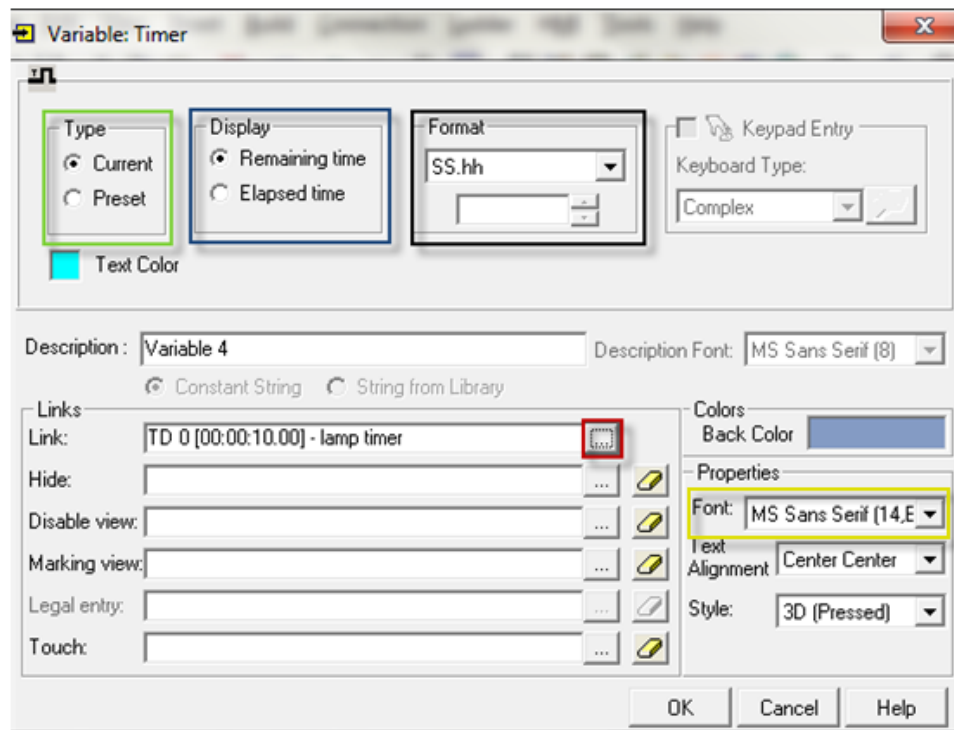 Variable: Timer
Type
Current
Preset
Display
Remaining time
Elapsed time
Format
SS.hh
Keypad Entry
Keyboard Type:
Complex
Text Color
Description : Variable 4
Description Font: MS Sans Serif (8)
Constant String String from Library
Links
Link: TD 0 [00:00:10.00] - lamp timer ...
Hide: ...
Disable view: ...
Marking view: ...
Legal entry: ...
Touch: ...
Colors
Back Color
Properties
Font: MS Sans Serif (14,E
Text
Alignment Center Center
Style: 3D (Pressed)
OK Cancel Help